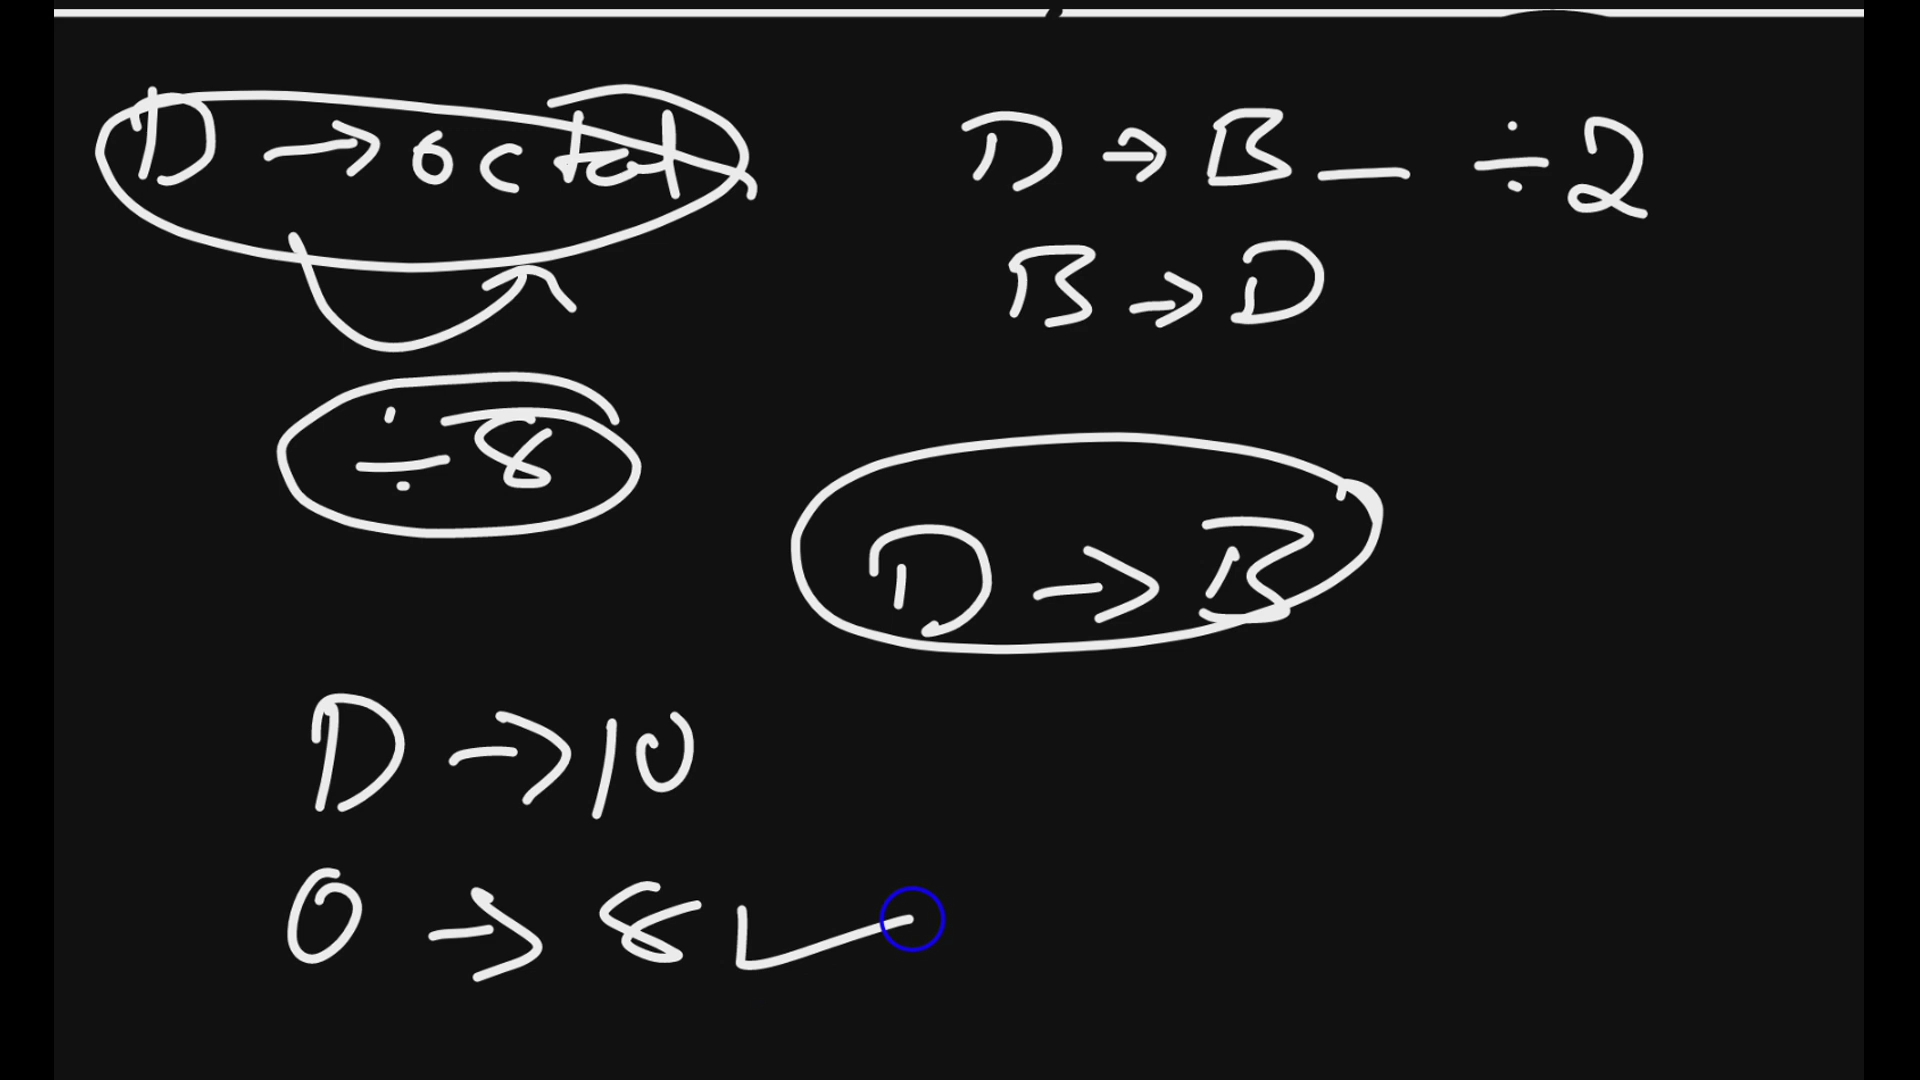 D → octal
D → B — ÷2
B → D
÷8
D → B
D → 10
O → 8